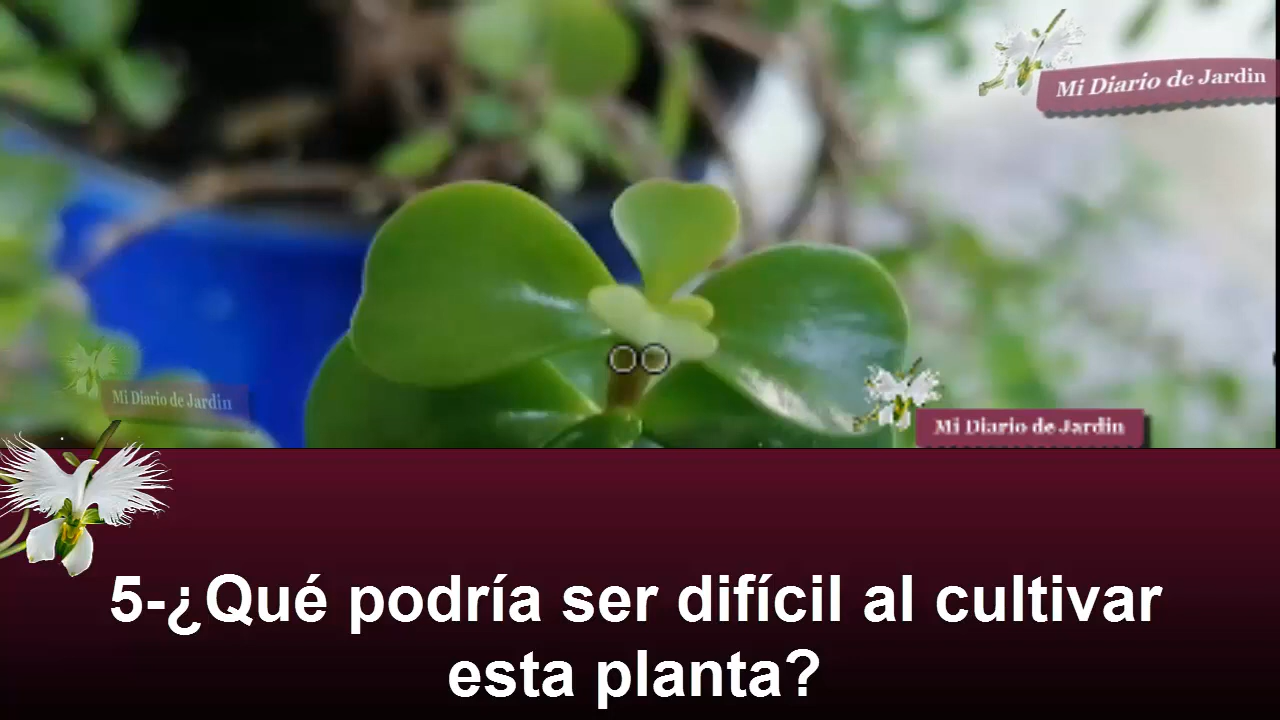 Mi Diario de Jardin
Mi Diario de Jardin
Mi Diario de Jardin
5-¿Qué podría ser difícil al cultivar
esta planta?